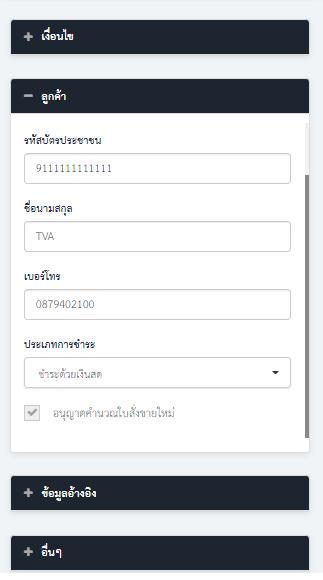 เงื่อนไข
ลูกค้า
รหัสบัตรประชาชน
9111111111111
ชื่อนามสกุล
TVA
เบอร์โทร
0879402100
ประเภทการชำระ
ชำระด้วยเงินสด
อนุญาตคำนวณใบสั่งขายใหม่
ข้อมูลอ้างอิง
อื่นๆ